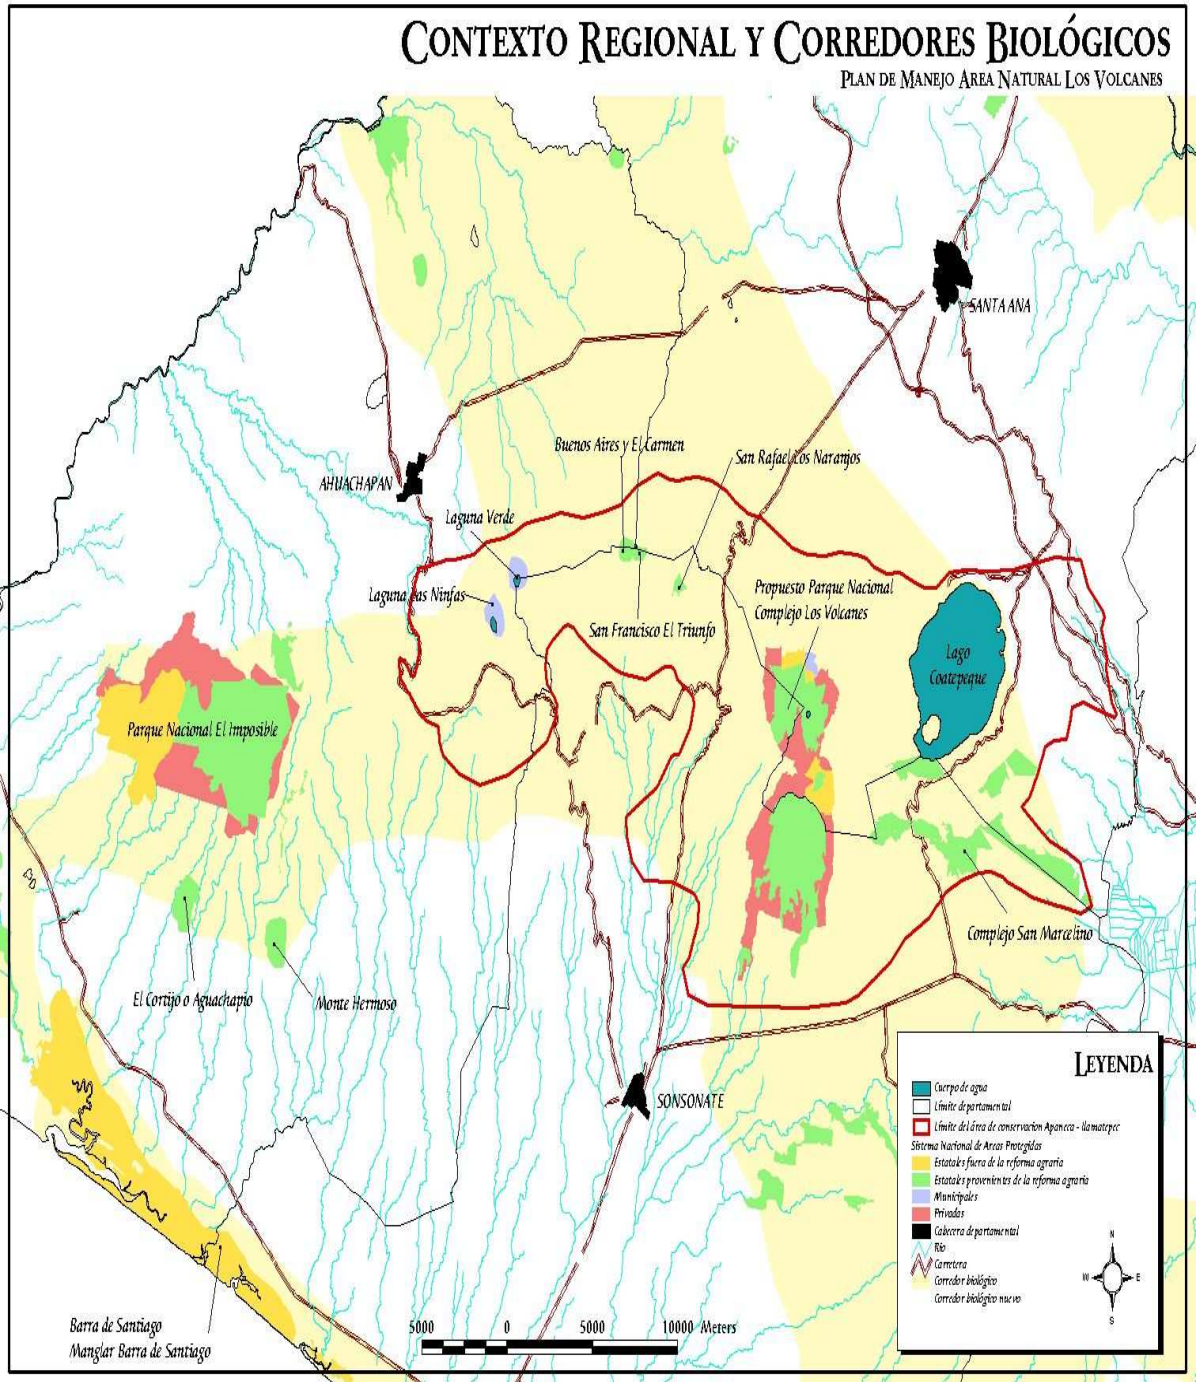 CONTEXTO REGIONAL Y CORREDORES BIOLÓGICOS
PLAN DE MANEJO AREA NATURAL LOS VOLCANES
SANTA ANA
Buenos Aires y El Carmen
San Rafael Los Naranjos
AHUACHAPAN
Laguna Verde
Laguna Las Ninfas
San Francisco El Triunfo
Propuesto Parque Nacional
Complejo Los Volcanes
Lago
Coatepeque
Parque Nacional El Imposible
El Cortijo o Aguachapio
Monte Hermoso
Complejo San Marcelino
SONSONATE
Barra de Santiago
Manglar Barra de Santiago
5000 0 5000 10000 Meters
LEYENDA
Cuerpo de agua
Límite departamental
Límite del área de conservacion Apaneca - Ilamatepec
Sistema Nacional de Areas Protegidas
Estatales fuera de la reforma agraria
Estatales provenientes de la reforma agraria
Municipales
Privadas
Cabecera departamental
Rio
Carretera
Corredor biológico
Corredor biológico nuevo
N
W E
S